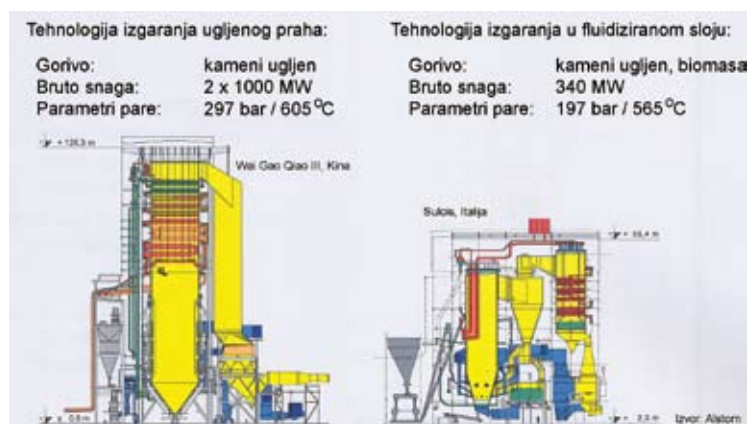 Tehnologija izgaranja ugljenog praha:
Gorivo: kameni ugljen
Bruto snaga: 2 x 1000 MW
Parametri pare: 297 bar / 605 °C
Wai Gao Qiao III, Kina
Tehnologija izgaranja u fluidiziranom sloju:
Gorivo: kameni ugljen, biomasa
Bruto snaga: 340 MW
Parametri pare: 197 bar / 565 °C
Sulcis, Italija
Izvor: Alstom